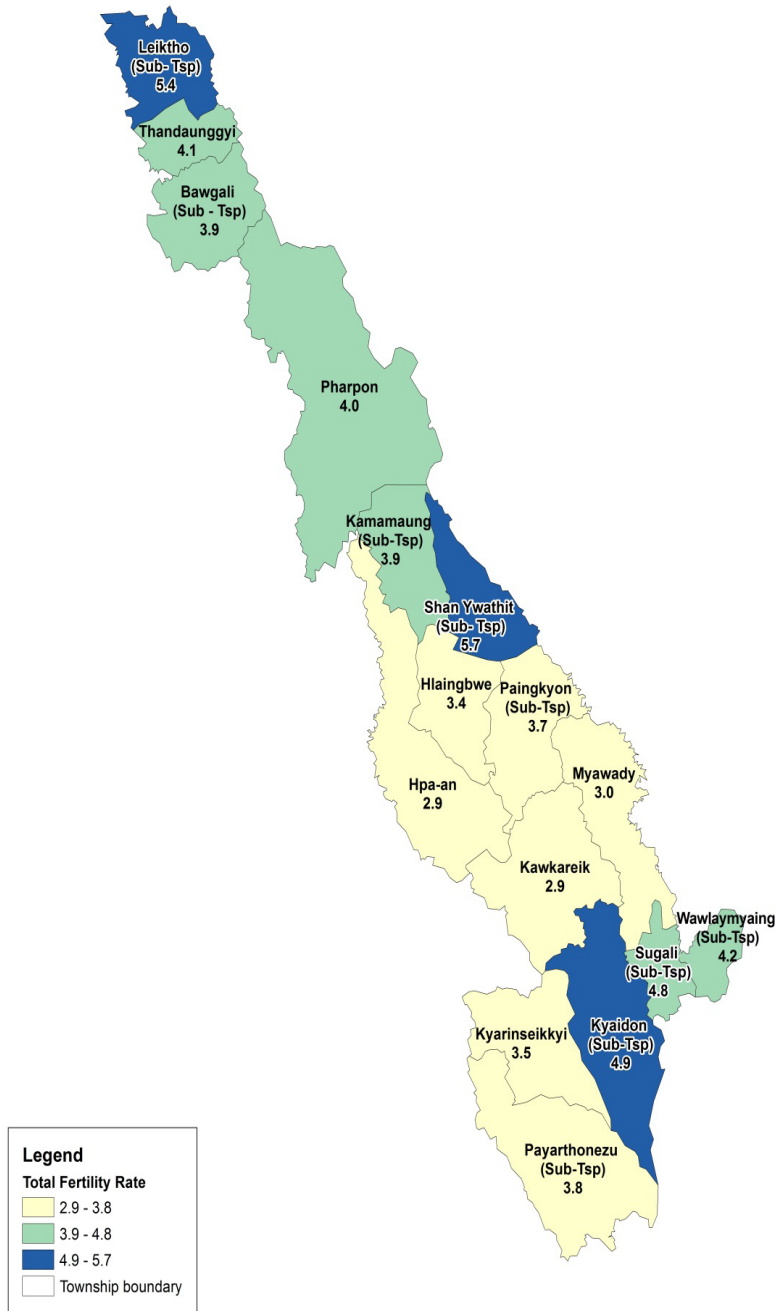 Leiktho
(Sub- Tsp)
5.4
Thandaunggyi
4.1
Bawgali
(Sub - Tsp)
3.9
Pharpon
4.0
Kamamaung
(Sub-Tsp)
3.9
Shan Ywathit
(Sub- Tsp)
5.7
Hlaingbwe
3.4
Paingkyon
(Sub-Tsp)
3.7
Myawady
3.0
Hpa-an
2.9
Kawkareik
2.9
Wawlaymyaing
(Sub-Tsp)
4.2
Sugali
(Sub-Tsp)
4.8
Kyaidon
(Sub-Tsp)
4.9
Kyarinseikkyi
3.5
Payarthonezu
(Sub-Tsp)
3.8
Legend
Total Fertility Rate
2.9 - 3.8
3.9 - 4.8
4.9 - 5.7
Township boundary